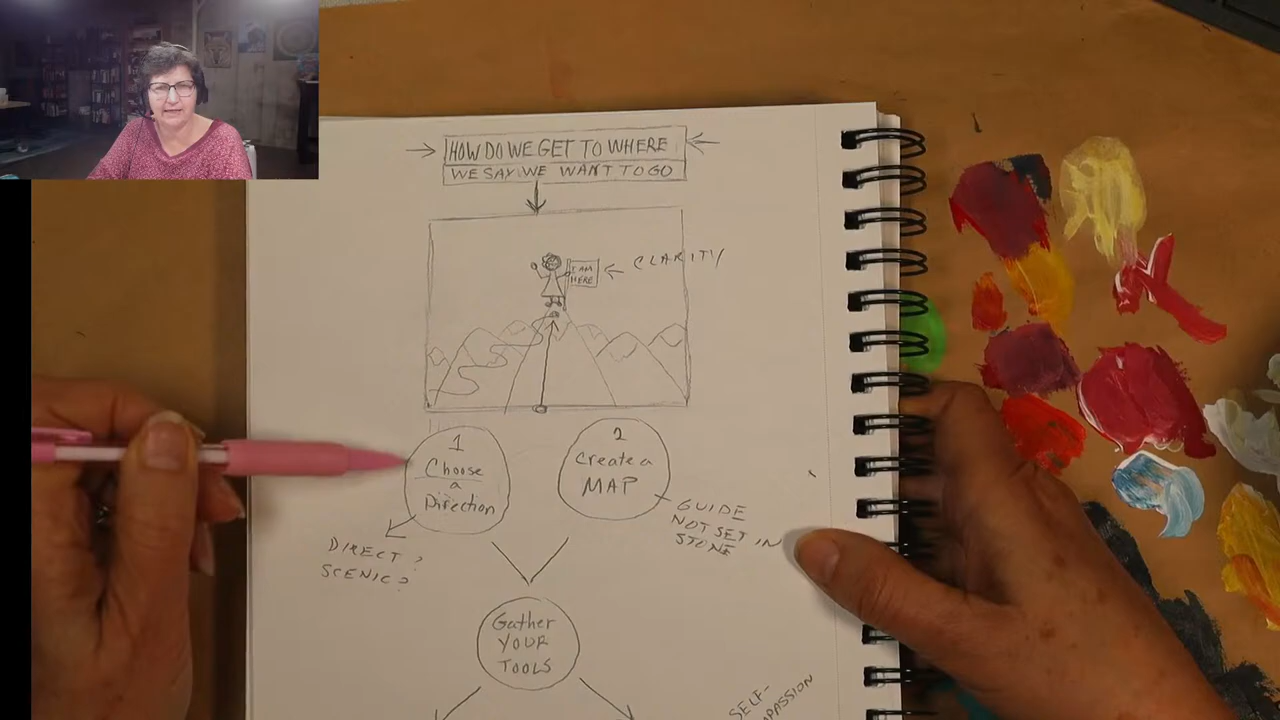 HOW DO WE GET TO WHERE
WE SAY WE WANT TO GO
I AM
HERE
CLARITY
1
Choose
a
Direction
2
Create a
MAP
DIRECT?
SCENIC?
GUIDE
NOT SET IN
STONE
Gather
YOUR
TOOLS
SELF-